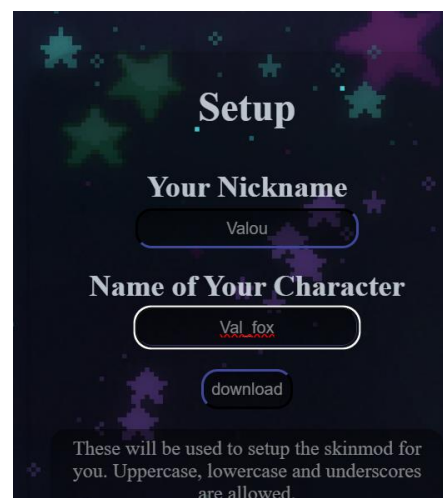 Setup
Your Nickname
Valou
Name of Your Character
Val_fox
download
These will be used to setup the skinmod for
you. Uppercase, lowercase and underscores
are allowed.